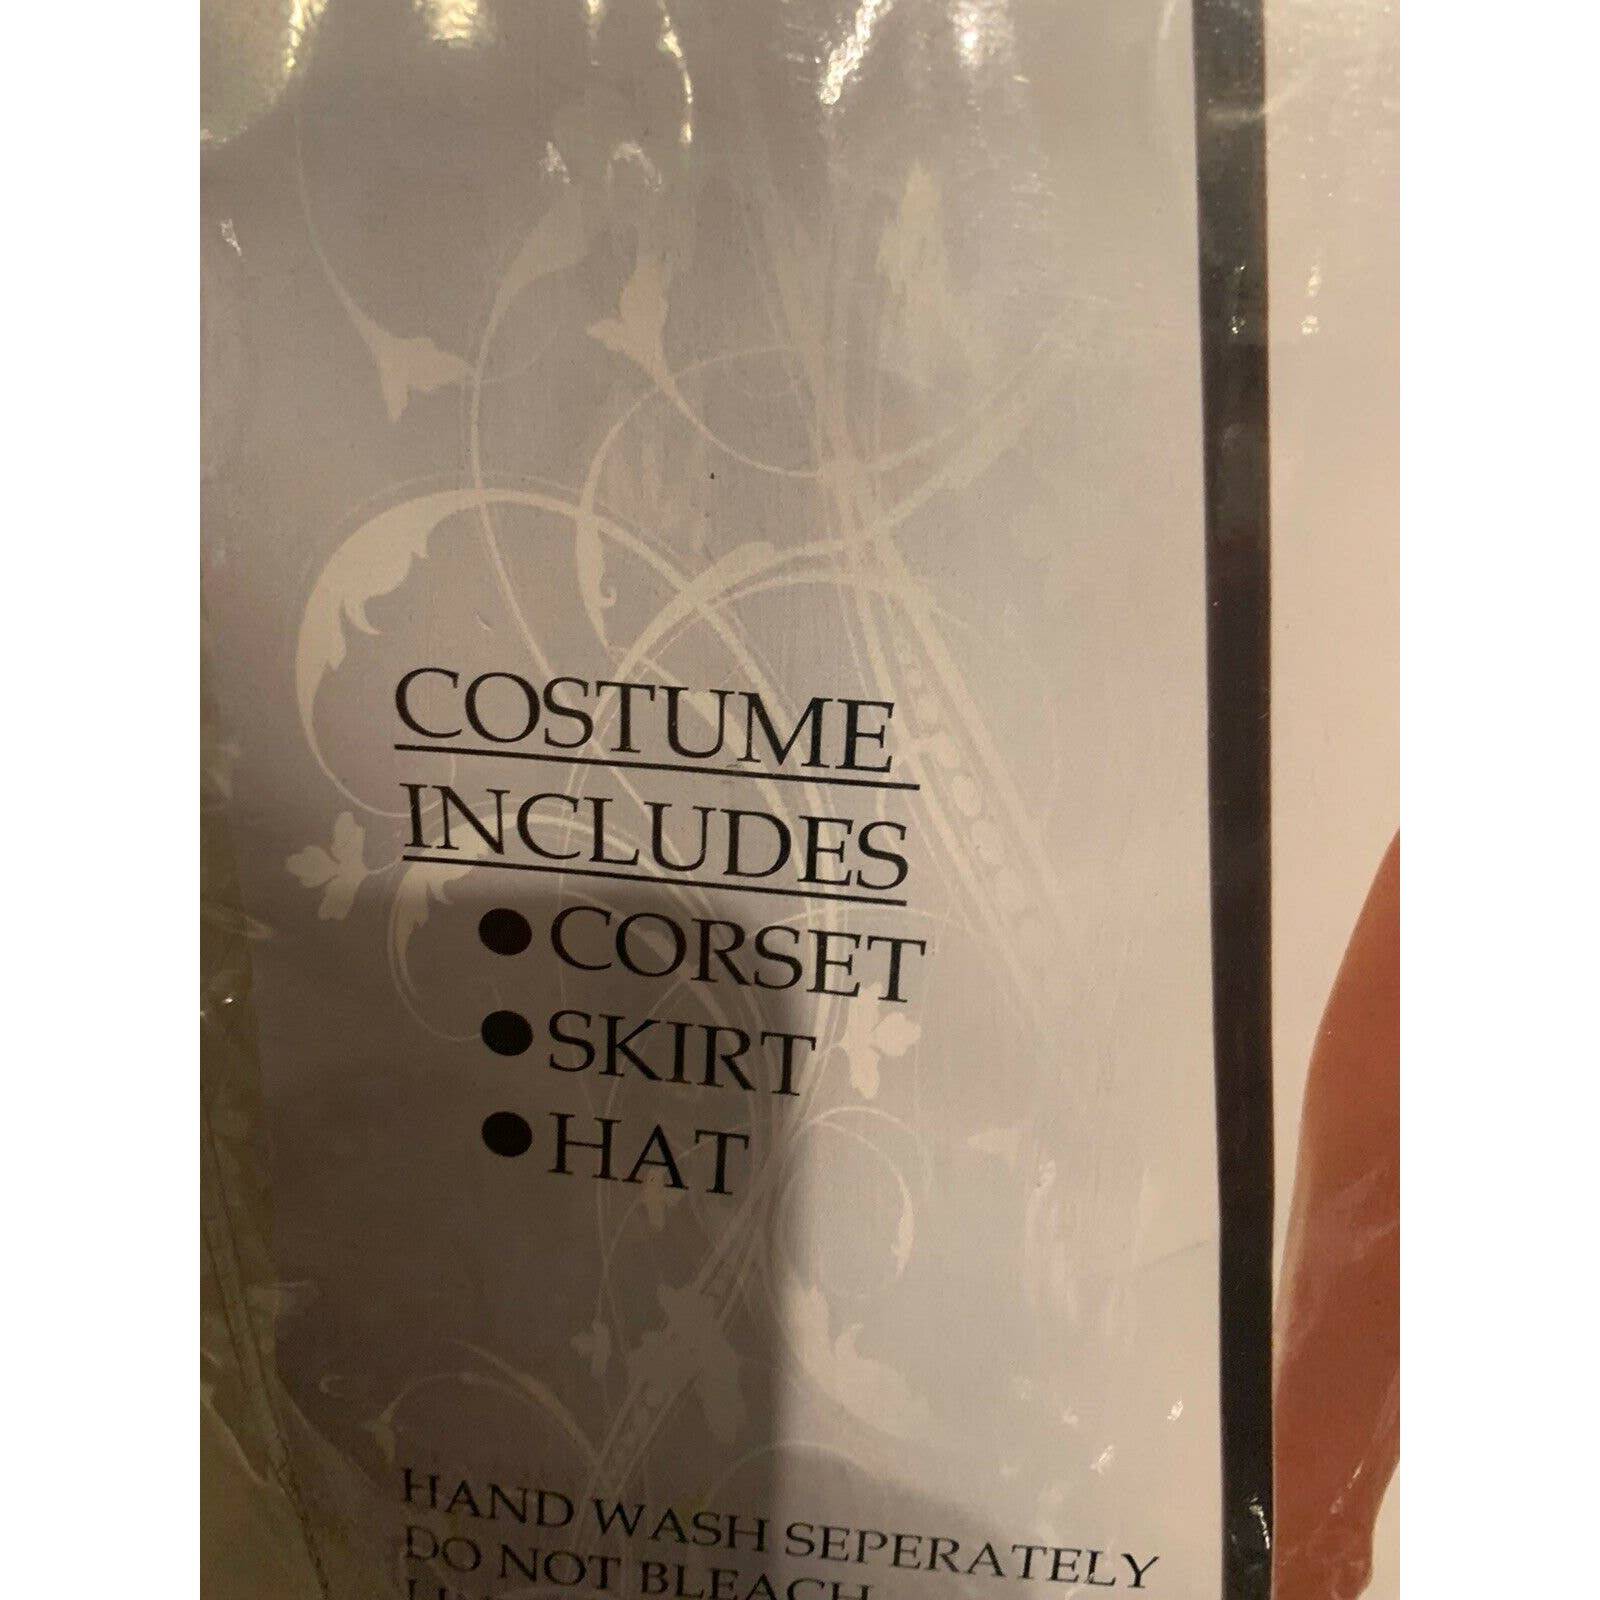 COSTUME
INCLUDES
● CORSET
● SKIRT
● HAT
HAND WASH SEPERATELY
DO NOT BLEACH